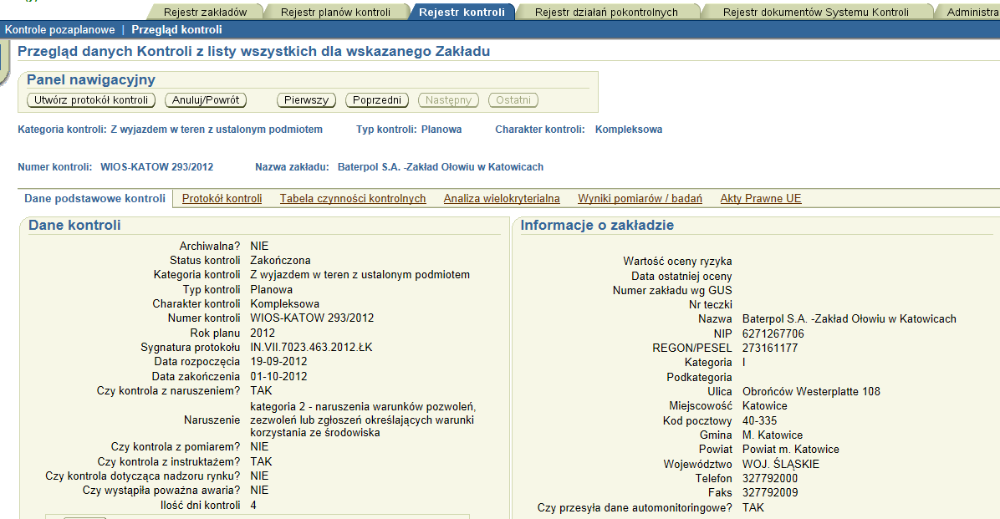 Rejestr zakładów Rejestr planów kontroli Rejestr kontroli Rejestr działań pokontrolnych Rejestr dokumentów Systemu Kontroli Administra
Kontrole pozaplanowe | Przegląd kontroli
Przegląd danych Kontroli z listy wszystkich dla wskazanego Zakładu
Panel nawigacyjny
Utwórz protokół kontroli Anuluj/Powrót Pierwszy Poprzedni Następny Ostatni
Kategoria kontroli: Z wyjazdem w teren z ustalonym podmiotem Typ kontroli: Planowa Charakter kontroli: Kompleksowa
Numer kontroli: WIOS-KATOW 293/2012 Nazwa zakładu: Baterpol S.A. -Zakład Ołowiu w Katowicach
Dane podstawowe kontroli Protokół kontroli Tabela czynności kontrolnych Analiza wielokryterialna Wyniki pomiarów / badań Akty Prawne UE
Dane kontroli
Archiwalna? NIE
Status kontroli Zakończona
Kategoria kontroli Z wyjazdem w teren z ustalonym podmiotem
Typ kontroli Planowa
Charakter kontroli Kompleksowa
Numer kontroli WIOS-KATOW 293/2012
Rok planu 2012
Sygnatura protokołu IN.VII.7023.463.2012.ŁK
Data rozpoczęcia 19-09-2012
Data zakończenia 01-10-2012
Czy kontrola z naruszeniem? TAK
Naruszenie kategoria 2 - naruszenia warunków pozwoleń,
zezwoleń lub zgłoszeń określających warunki
korzystania ze środowiska
Czy kontrola z pomiarem? NIE
Czy kontrola z instruktażem? TAK
Czy kontrola dotycząca nadzoru rynku? NIE
Czy wystąpiła poważna awaria? NIE
Ilość dni kontroli 4
Informacje o zakładzie
Wartość oceny ryzyka
Data ostatniej oceny
Numer zakładu wg GUS
Nr teczki
Nazwa Baterpol S.A. -Zakład Ołowiu w Katowicach
NIP 6271267706
REGON/PESEL 273161177
Kategoria I
Podkategoria
Ulica Obrońców Westerplatte 108
Miejscowość Katowice
Kod pocztowy 40-335
Gmina M. Katowice
Powiat Powiat m. Katowice
Województwo WOJ. ŚLĄSKIE
Telefon 327792000
Faks 327792009
Czy przesyła dane automonitoringowe? TAK